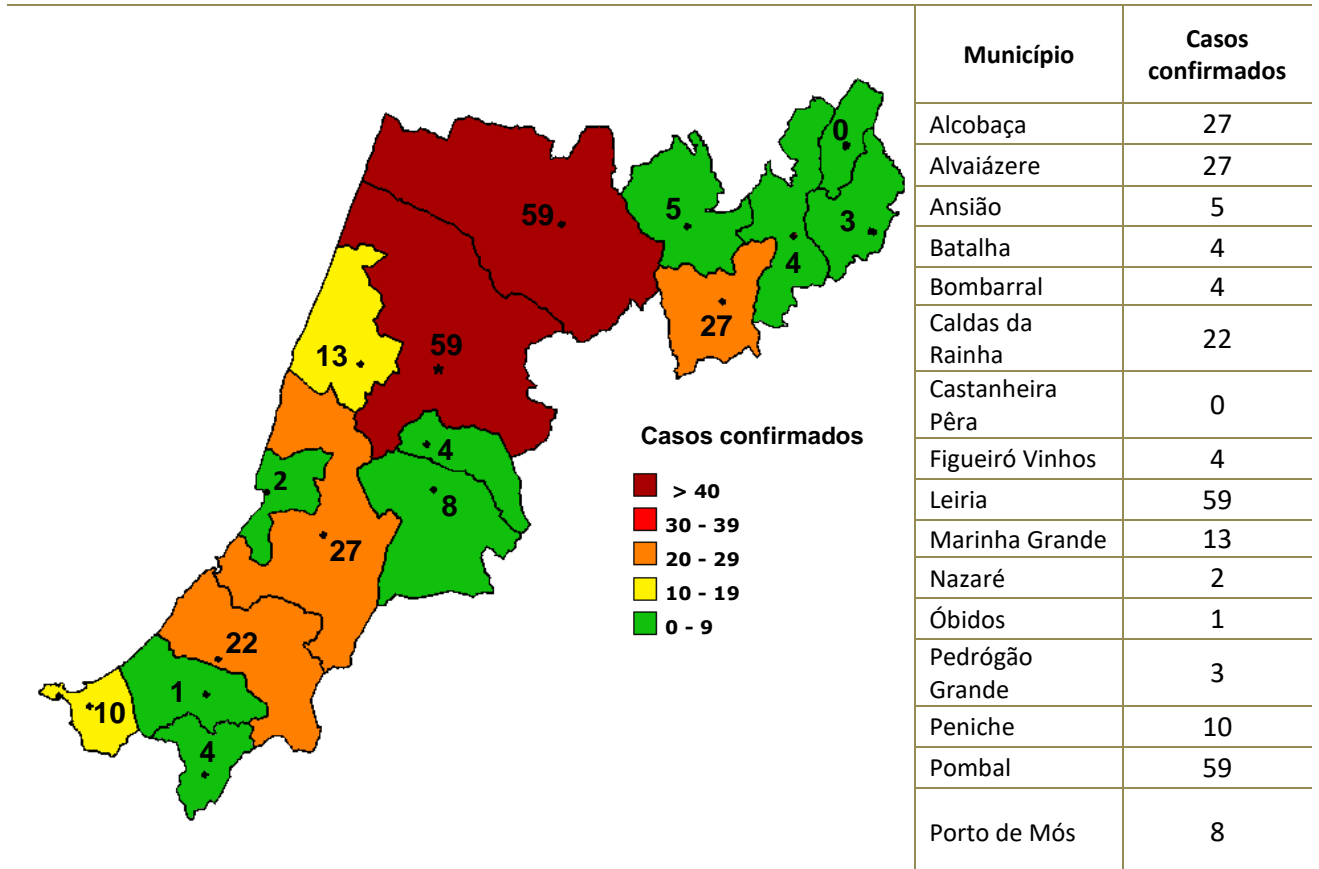 0
59
5
3
4
27
13
59
4
2
8
27
22
1
10
4
Casos confirmados
> 40
30 - 39
20 - 29
10 - 19
0 - 9
Município Casos
confirmados
Alcobaça 27
Alvaiázere 27
Ansião 5
Batalha 4
Bombarral 4
Caldas da
Rainha 22
Castanheira
Pêra 0
Figueiró Vinhos 4
Leiria 59
Marinha Grande 13
Nazaré 2
Óbidos 1
Pedrógão
Grande 3
Peniche 10
Pombal 59
Porto de Mós 8